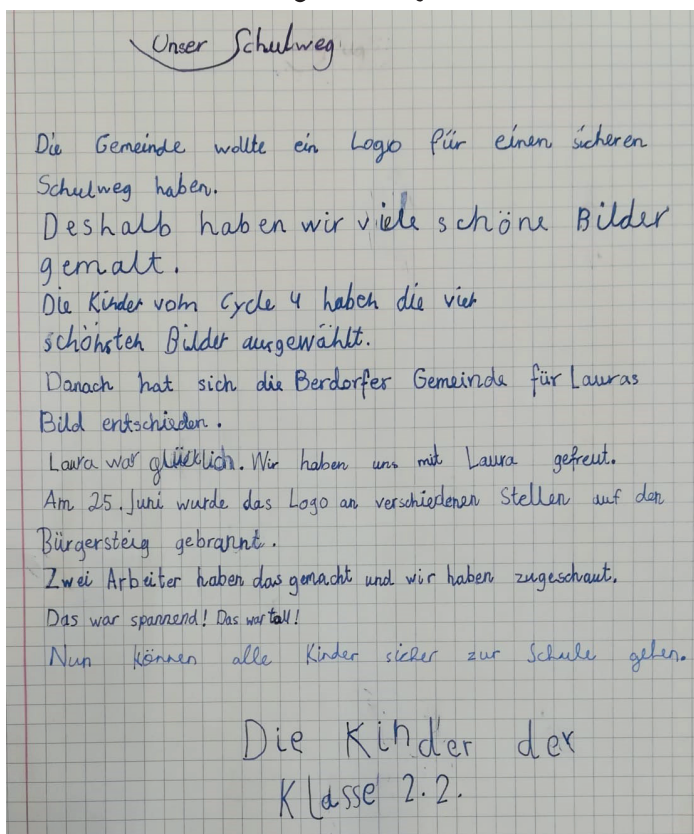 Unser Schulweg
Die Gemeinde wollte ein Logo für einen sicheren
Schulweg haben.
Deshalb haben wir viele schöne Bilder
gemalt.
Die Kinder vom Cycle 4 haben die vier
schönsten Bilder ausgewählt.
Danach hat sich die Berdorfer Gemeinde für Lauras
Bild entschieden.
Laura war glücklich. Wir haben uns mit Laura gefreut.
Am 25. Juni wurde das Logo an verschiedenen Stellen auf den
Bürgersteig gebrannt.
Zwei Arbeiter haben das gemacht und wir haben zugeschaut.
Das war spannend! Das war toll!
Nun können alle Kinder sicher zur Schule gehen.
Die Kinder der
Klasse 2.2.